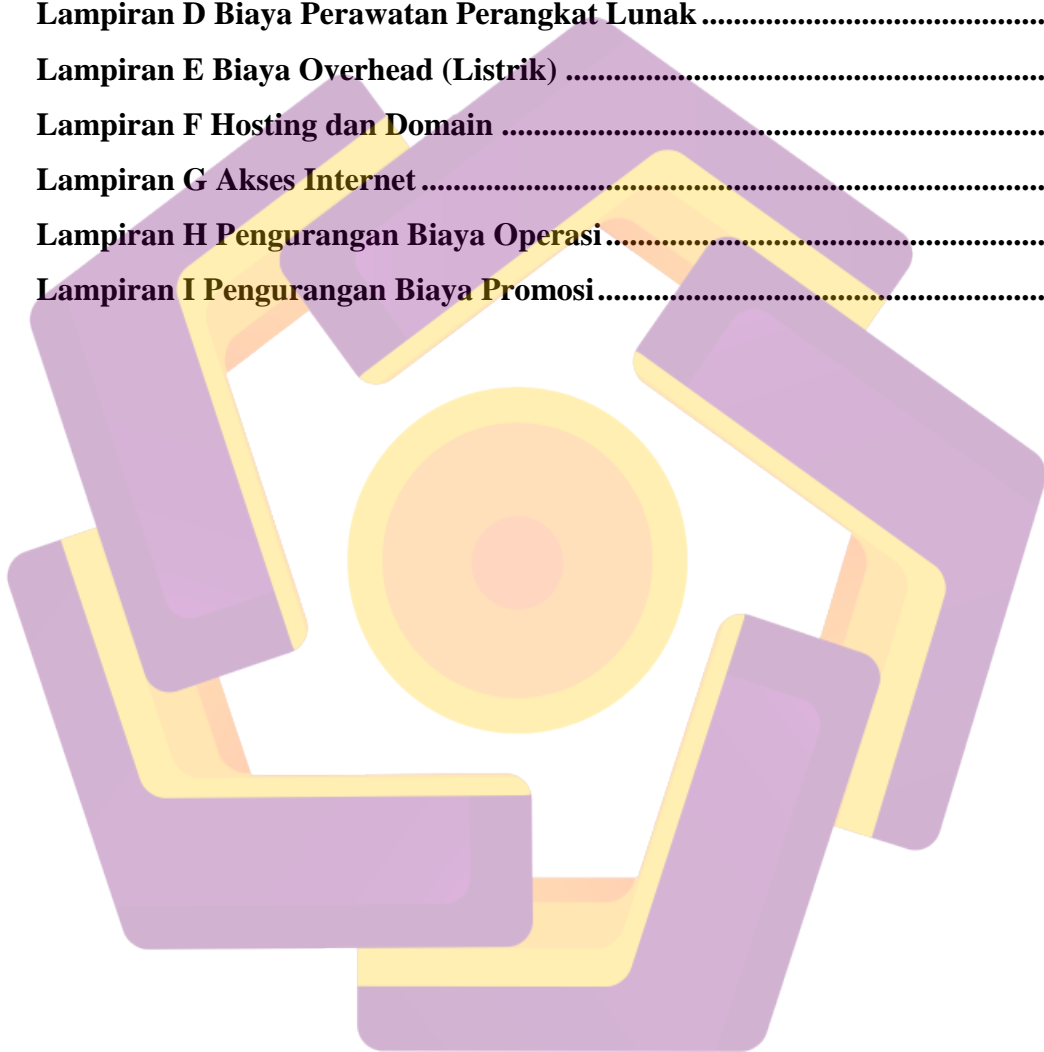 Lampiran D Biaya Perawatan Perangkat Lunak ............................................
Lampiran E Biaya Overhead (Listrik) .............................................................
Lampiran F Hosting dan Domain .....................................................................
Lampiran G Akses Internet ...............................................................................
Lampiran H Pengurangan Biaya Operasi ........................................................
Lampiran I Pengurangan Biaya Promosi .........................................................